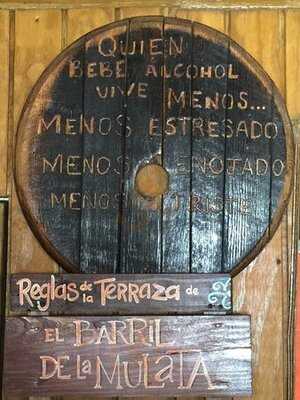 QUIEN
BEBE ÁLCOHOL
VIVE MENOS...
MENOS ESTRESADO
MENOS ENOJADO
MENOS TRISTE
Reglas de la TERRAZA de
EL BARRIL
DE LA MULATA